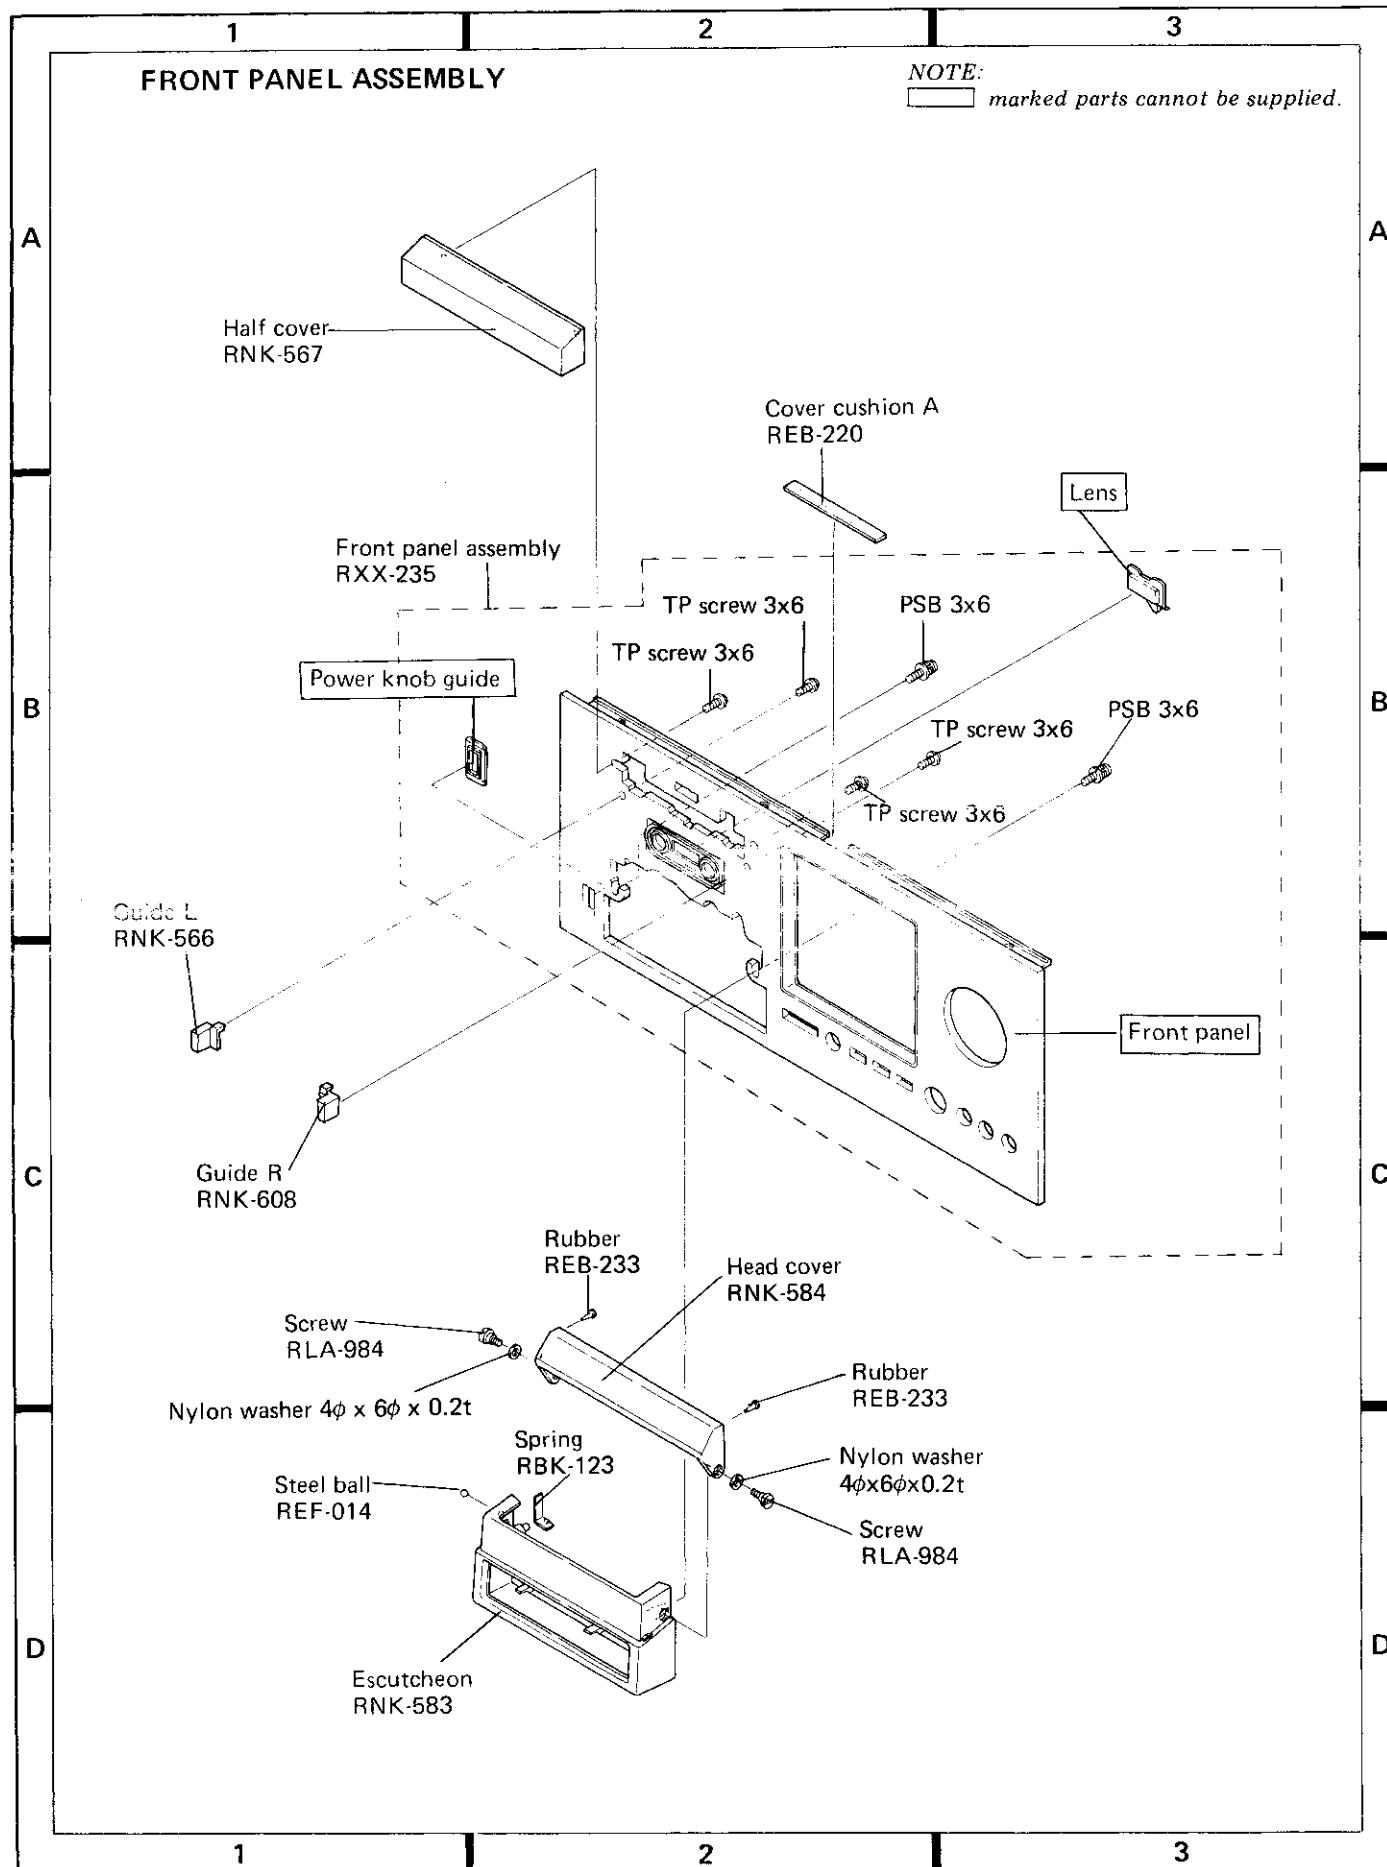 1 2 3
FRONT PANEL ASSEMBLY
NOTE:
marked parts cannot be supplied.
A A
Half cover
RNK-567
Cover cushion A
REB-220
Lens
Front panel assembly
RXX-235
TP screw 3x6
PSB 3x6
TP screw 3x6
Power knob guide
B B
PSB 3x6
TP screw 3x6
TP screw 3x6
Guide L
RNK-566
Front panel
Guide R
RNK-608
C C
Rubber
REB-233
Head cover
RNK-584
Screw
RLA-984
Rubber
REB-233
Nylon washer 4ϕ x 6ϕ x 0.2t
Spring
RBK-123
Nylon washer
4ϕx6ϕx0.2t
Steel ball
REF-014
Screw
RLA-984
D D
Escutcheon
RNK-583
1 2 3